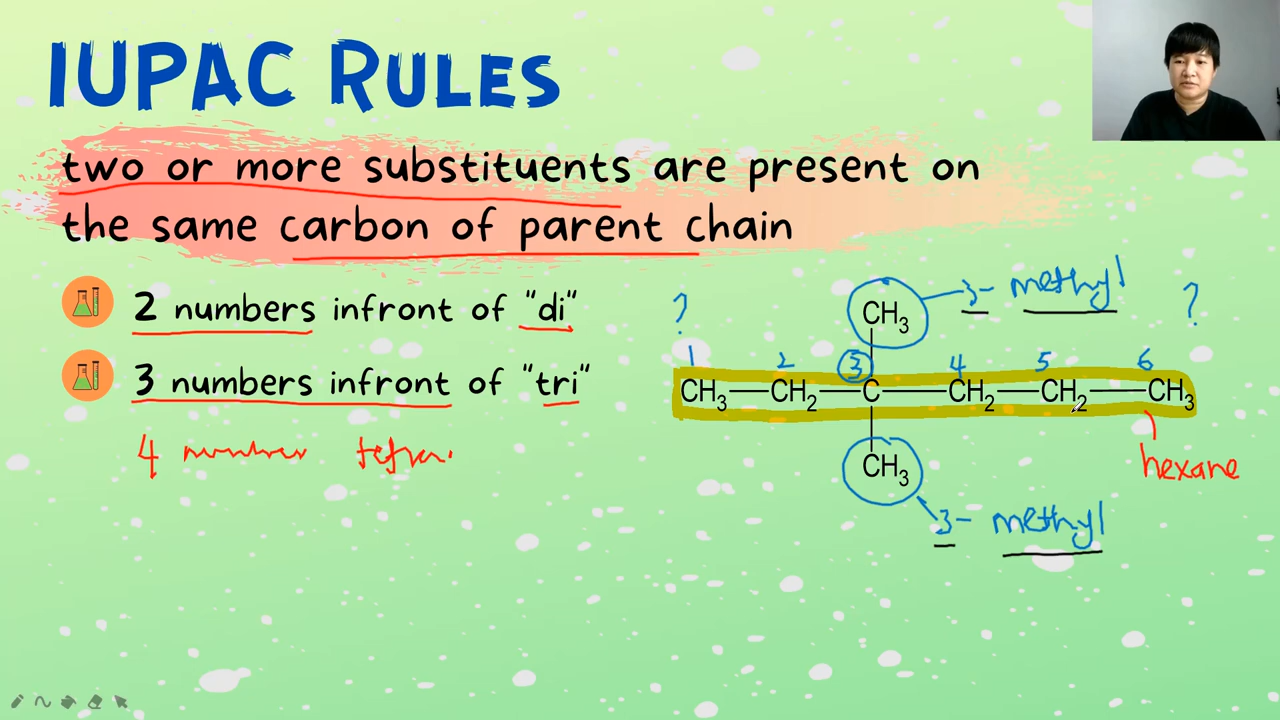 IUPAC RULES
two or more substituents are present on
the same carbon of parent chain
2 numbers infront of "di"
3 numbers infront of "tri"
4 number tetra.
CH3 3- methyl
? ?
1 2 3 4 5 6
CH3 CH2 C CH2 CH2 CH3
CH3
hexane
3- methyl